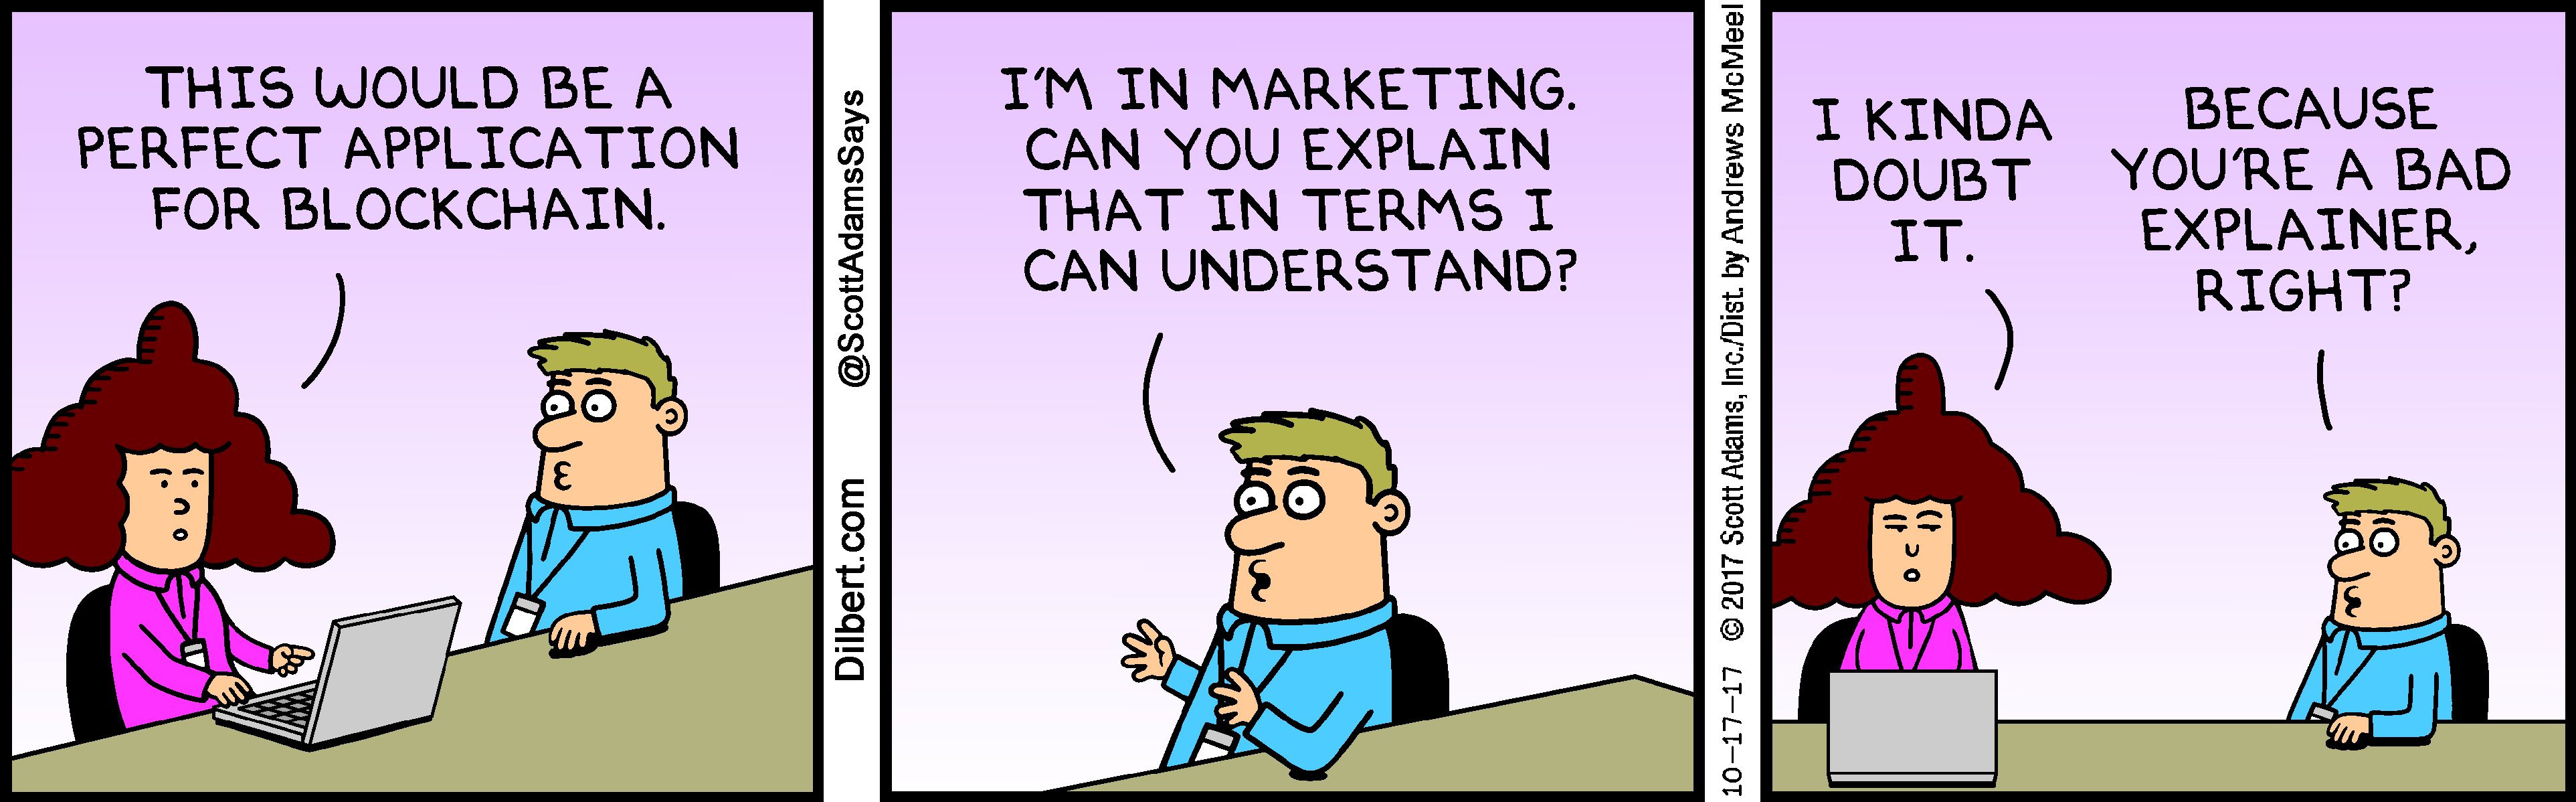 THIS WOULD BE A
PERFECT APPLICATION
FOR BLOCKCHAIN.
Dilbert.com @ScottAdamsSays
I'M IN MARKETING.
CAN YOU EXPLAIN
THAT IN TERMS I
CAN UNDERSTAND?
10-17-17 © 2017 Scott Adams, Inc./Dist. by Andrews McMeel
I KINDA
DOUBT
IT.
BECAUSE
YOU'RE A BAD
EXPLAINER,
RIGHT?